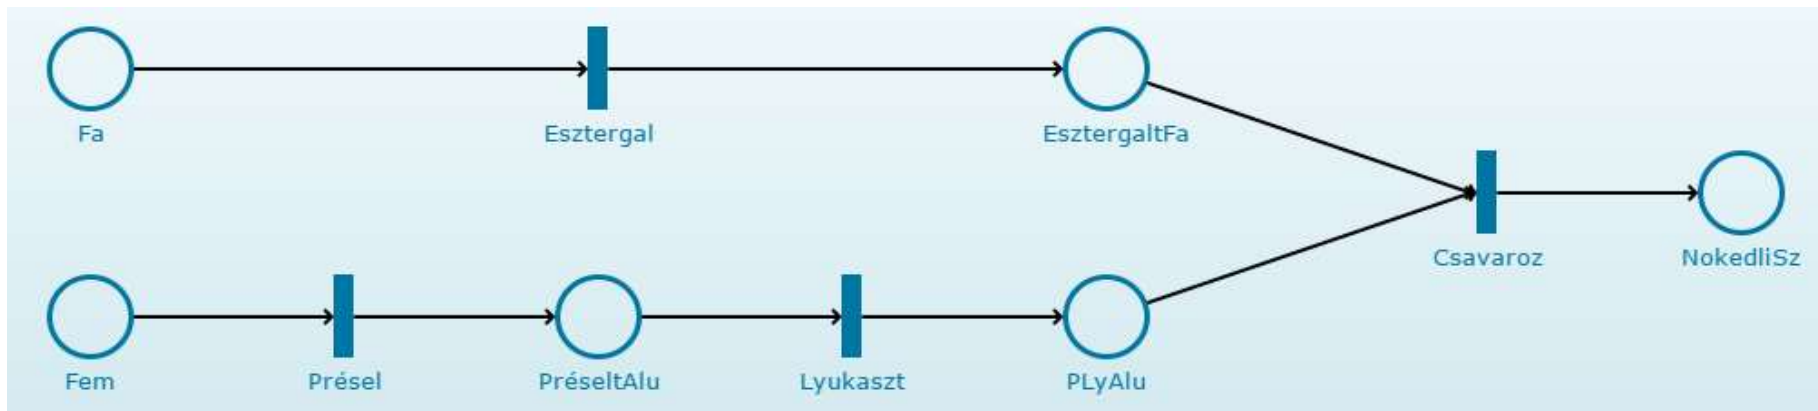 Fa
Esztergal
EsztergaltFa
Csavaroz
NokedliSz
Fem
Présel
PréseltAlu
Lyukaszt
PLyAlu